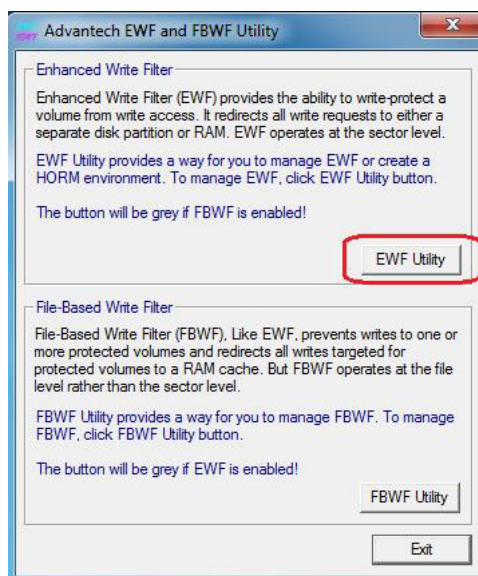 Advantech EWF and FBWF Utility
Enhanced Write Filter
Enhanced Write Filter (EWF) provides the ability to write-protect a
volume from write access. It redirects all write requests to either a
separate disk partition or RAM. EWF operates at the sector level.
EWF Utility provides a way for you to manage EWF or create a
HORM environment. To manage EWF, click EWF Utility button.
The button will be grey if FBWF is enabled!
EWF Utility
File-Based Write Filter
File-Based Write Filter (FBWF), Like EWF, prevents writes to one or
more protected volumes and redirects all writes targeted for
protected volumes to a RAM cache. But FBWF operates at the file
level rather than the sector level.
FBWF Utility provides a way for you to manage FBWF. To manage
FBWF, click FBWF Utility button.
The button will be grey if EWF is enabled!
FBWF Utility
Exit